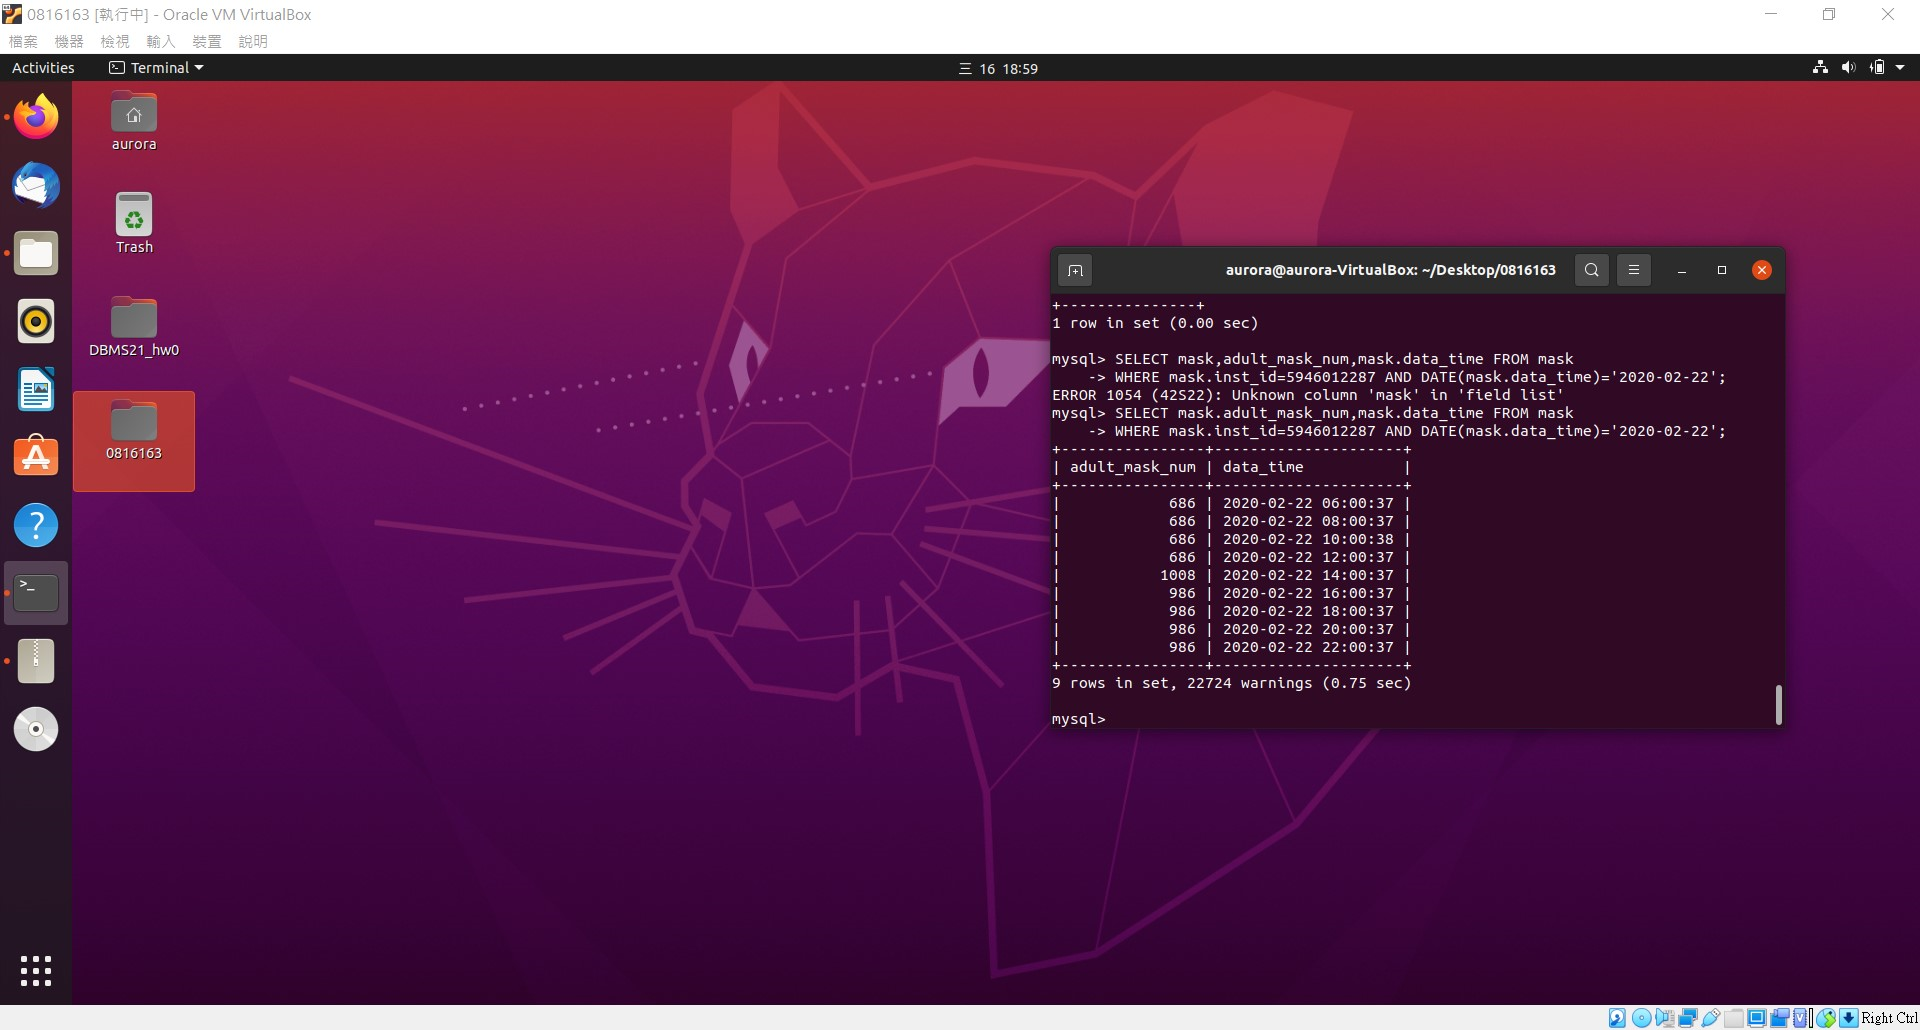 0816163 [執行中] - Oracle VM VirtualBox
檔案 機器 檢視 輸入 裝置 說明
Activities Terminal 三 16 18:59
aurora
Trash
DBMS21_hw0
0816163
aurora@aurora-VirtualBox: ~/Desktop/0816163
+---------------+
1 row in set (0.00 sec)
mysql> SELECT mask,adult_mask_num,mask.data_time FROM mask
    -> WHERE mask.inst_id=5946012287 AND DATE(mask.data_time)='2020-02-22';
ERROR 1054 (42S22): Unknown column 'mask' in 'field list'
mysql> SELECT mask.adult_mask_num,mask.data_time FROM mask
    -> WHERE mask.inst_id=5946012287 AND DATE(mask.data_time)='2020-02-22';
+----------------+---------------------+
| adult_mask_num | data_time           |
+----------------+---------------------+
|            686 | 2020-02-22 06:00:37 |
|            686 | 2020-02-22 08:00:37 |
|            686 | 2020-02-22 10:00:38 |
|            686 | 2020-02-22 12:00:37 |
|           1008 | 2020-02-22 14:00:37 |
|            986 | 2020-02-22 16:00:37 |
|            986 | 2020-02-22 18:00:37 |
|            986 | 2020-02-22 20:00:37 |
|            986 | 2020-02-22 22:00:37 |
+----------------+---------------------+
9 rows in set, 22724 warnings (0.75 sec)
mysql>
Right Ctrl